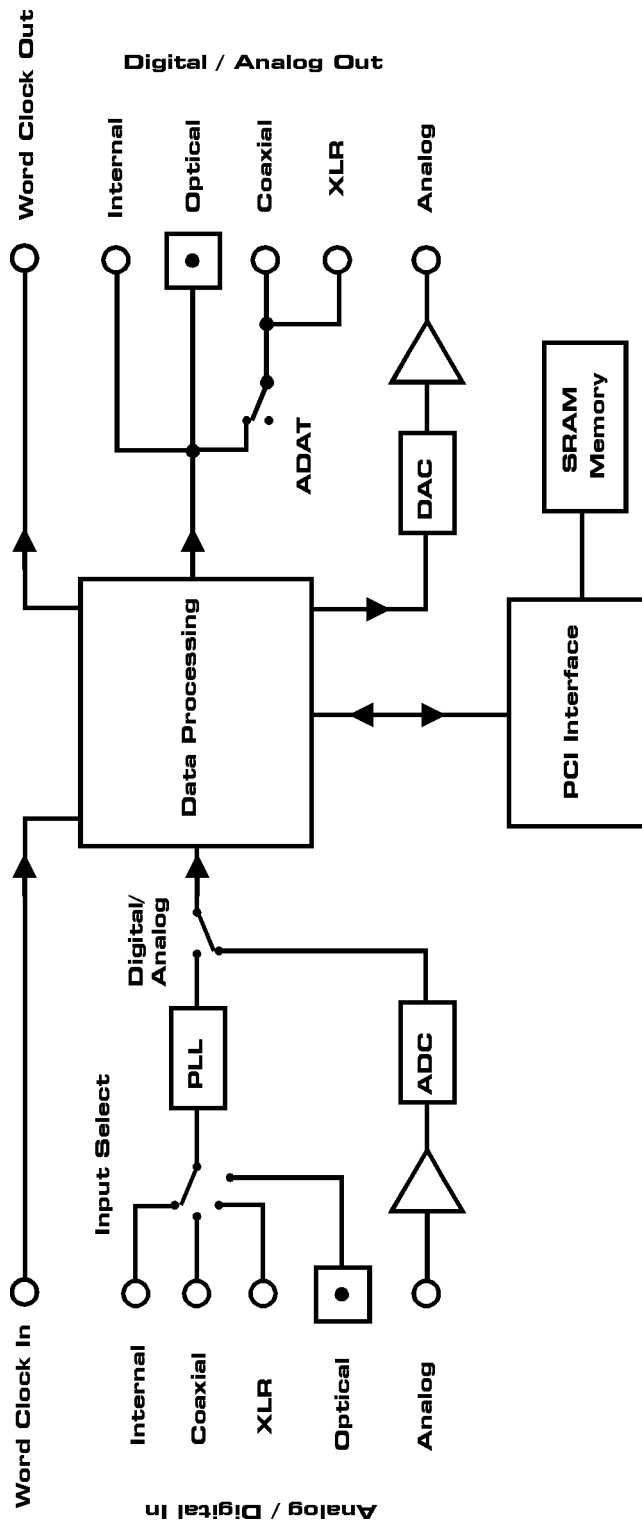 Word Clock In
Word Clock Out
Analog / Digital In
Internal
Coaxial
XLR
Optical
Analog
Input Select
PLL
ADC
Digital/
Analog
Data Processing
PCI Interface
SRAM
Memory
ADAT
DAC
Internal
Optical
Coaxial
XLR
Analog
Digital / Analog Out